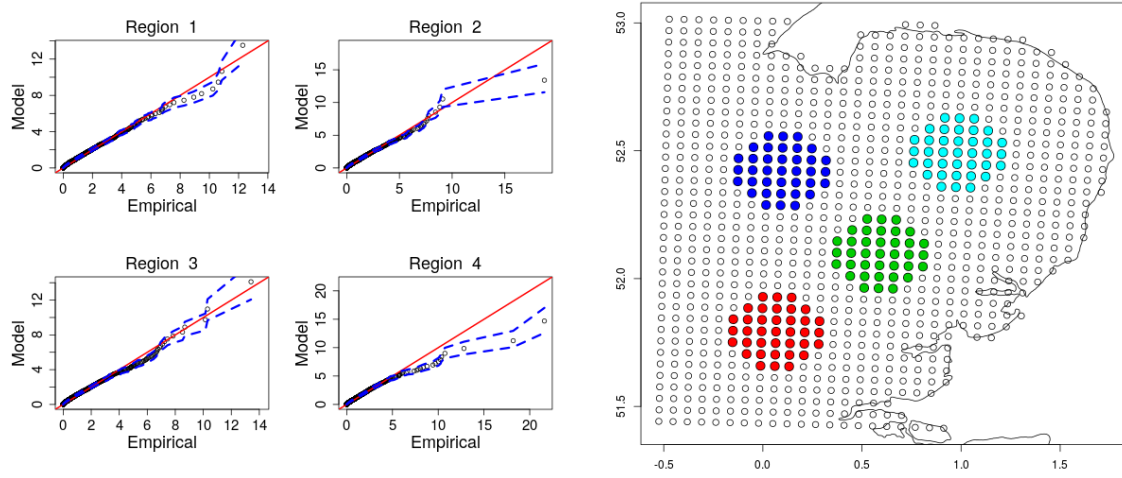 Region 1
Model
0 4 8 12
0 2 4 6 8 10 12 14
Empirical
Region 2
Model
0 5 10 15
0 5 10 15
Empirical
Region 3
Model
0 4 8 12
0 2 4 6 8 10 12 14
Empirical
Region 4
Model
0 5 10 15 20
0 5 10 15 20
Empirical
53.0
52.5
52.0
51.5
-0.5 0.0 0.5 1.0 1.5